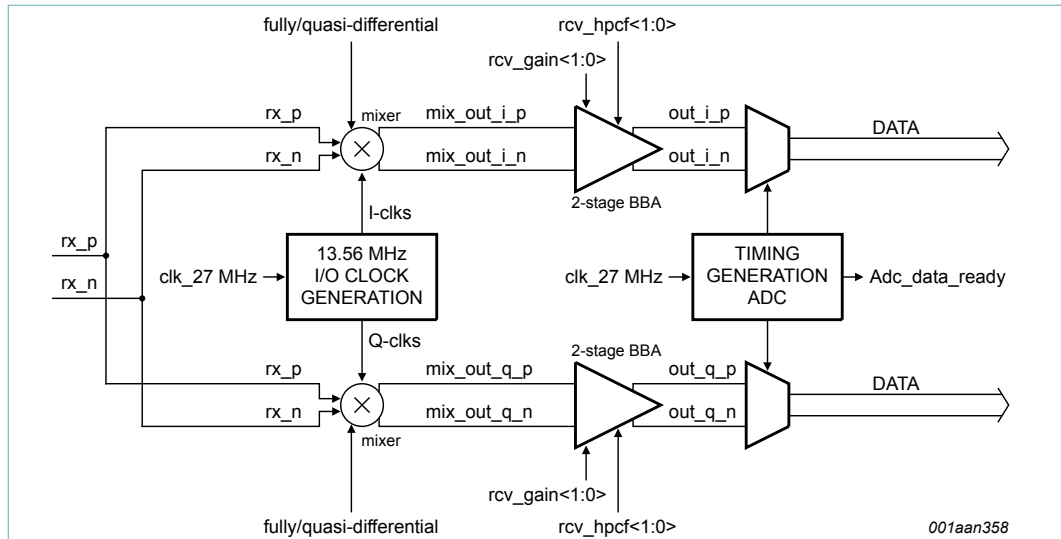 fully/quasi-differential
rcv_hpcf<1:0>
rcv_gain<1:0>
rx_p
mixer
mix_out_i_p
out_i_p
DATA
rx_n
mix_out_i_n
out_i_n
2-stage BBA
I-clks
rx_p
rx_n
clk_27 MHz
13.56 MHz
I/O CLOCK
GENERATION
clk_27 MHz
TIMING
GENERATION
ADC
Adc_data_ready
Q-clks
2-stage BBA
rx_p
mix_out_q_p
out_q_p
DATA
rx_n
mix_out_q_n
out_q_n
mixer
rcv_gain<1:0>
fully/quasi-differential
rcv_hpcf<1:0>
001aan358